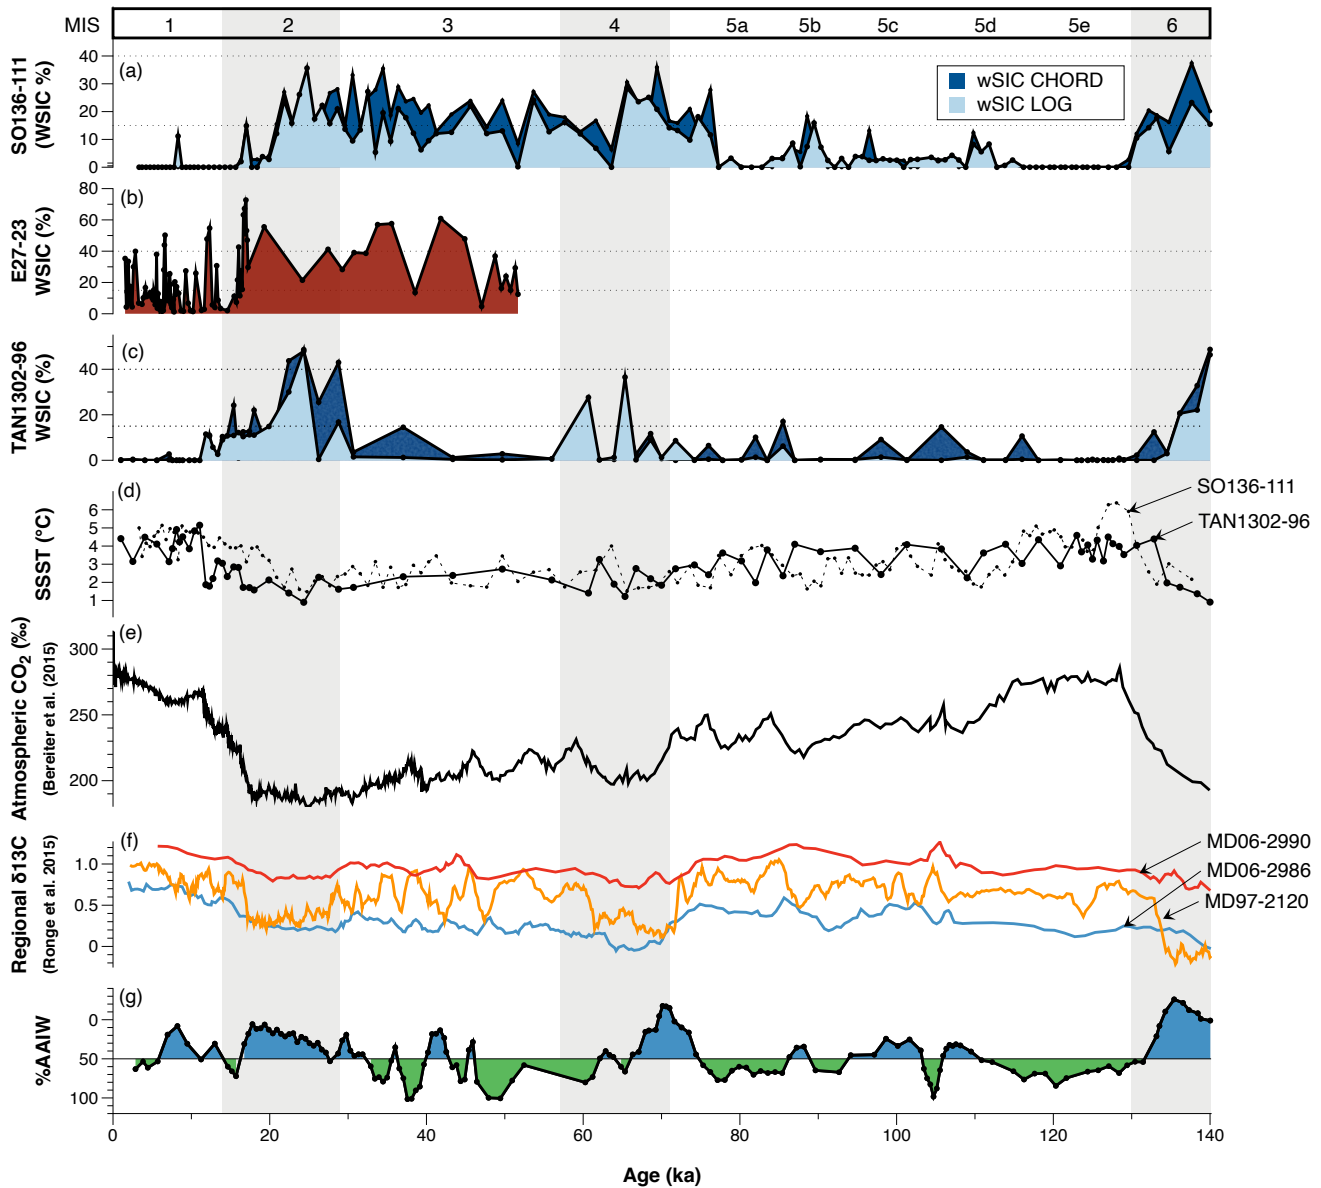 MIS 1 2 3 4 5a 5b 5c 5d 5e 6
(a)
SO136-111
(WSIC %)
40
30
20
10
0
wSIC CHORD
wSIC LOG
(b)
E27-23
WSIC (%)
80
60
40
20
0
(c)
TAN1302-96
WSIC (%)
40
20
0
(d)
SSST (°C)
6
5
4
3
2
1
SO136-111
TAN1302-96
(e)
Atmospheric CO2 (‰)
(Bereiter et al. (2015)
300
250
200
(f)
Regional δ13C
(Ronge et al. 2015)
1.0
0.5
0
MD06-2990
MD06-2986
MD97-2120
(g)
%AAIW
0
50
100
0 20 40 60 80 100 120 140
Age (ka)